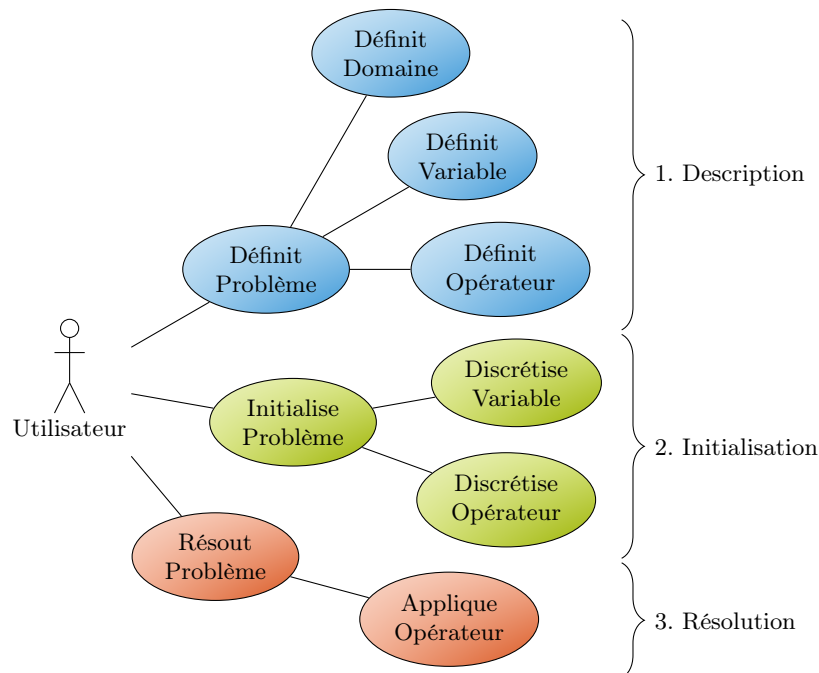 Définit
Domaine
Définit
Variable
1. Description
Définit
Problème
Définit
Opérateur
Utilisateur
Discrétise
Variable
Initialise
Problème
2. Initialisation
Discrétise
Opérateur
Résout
Problème
Applique
Opérateur
3. Résolution